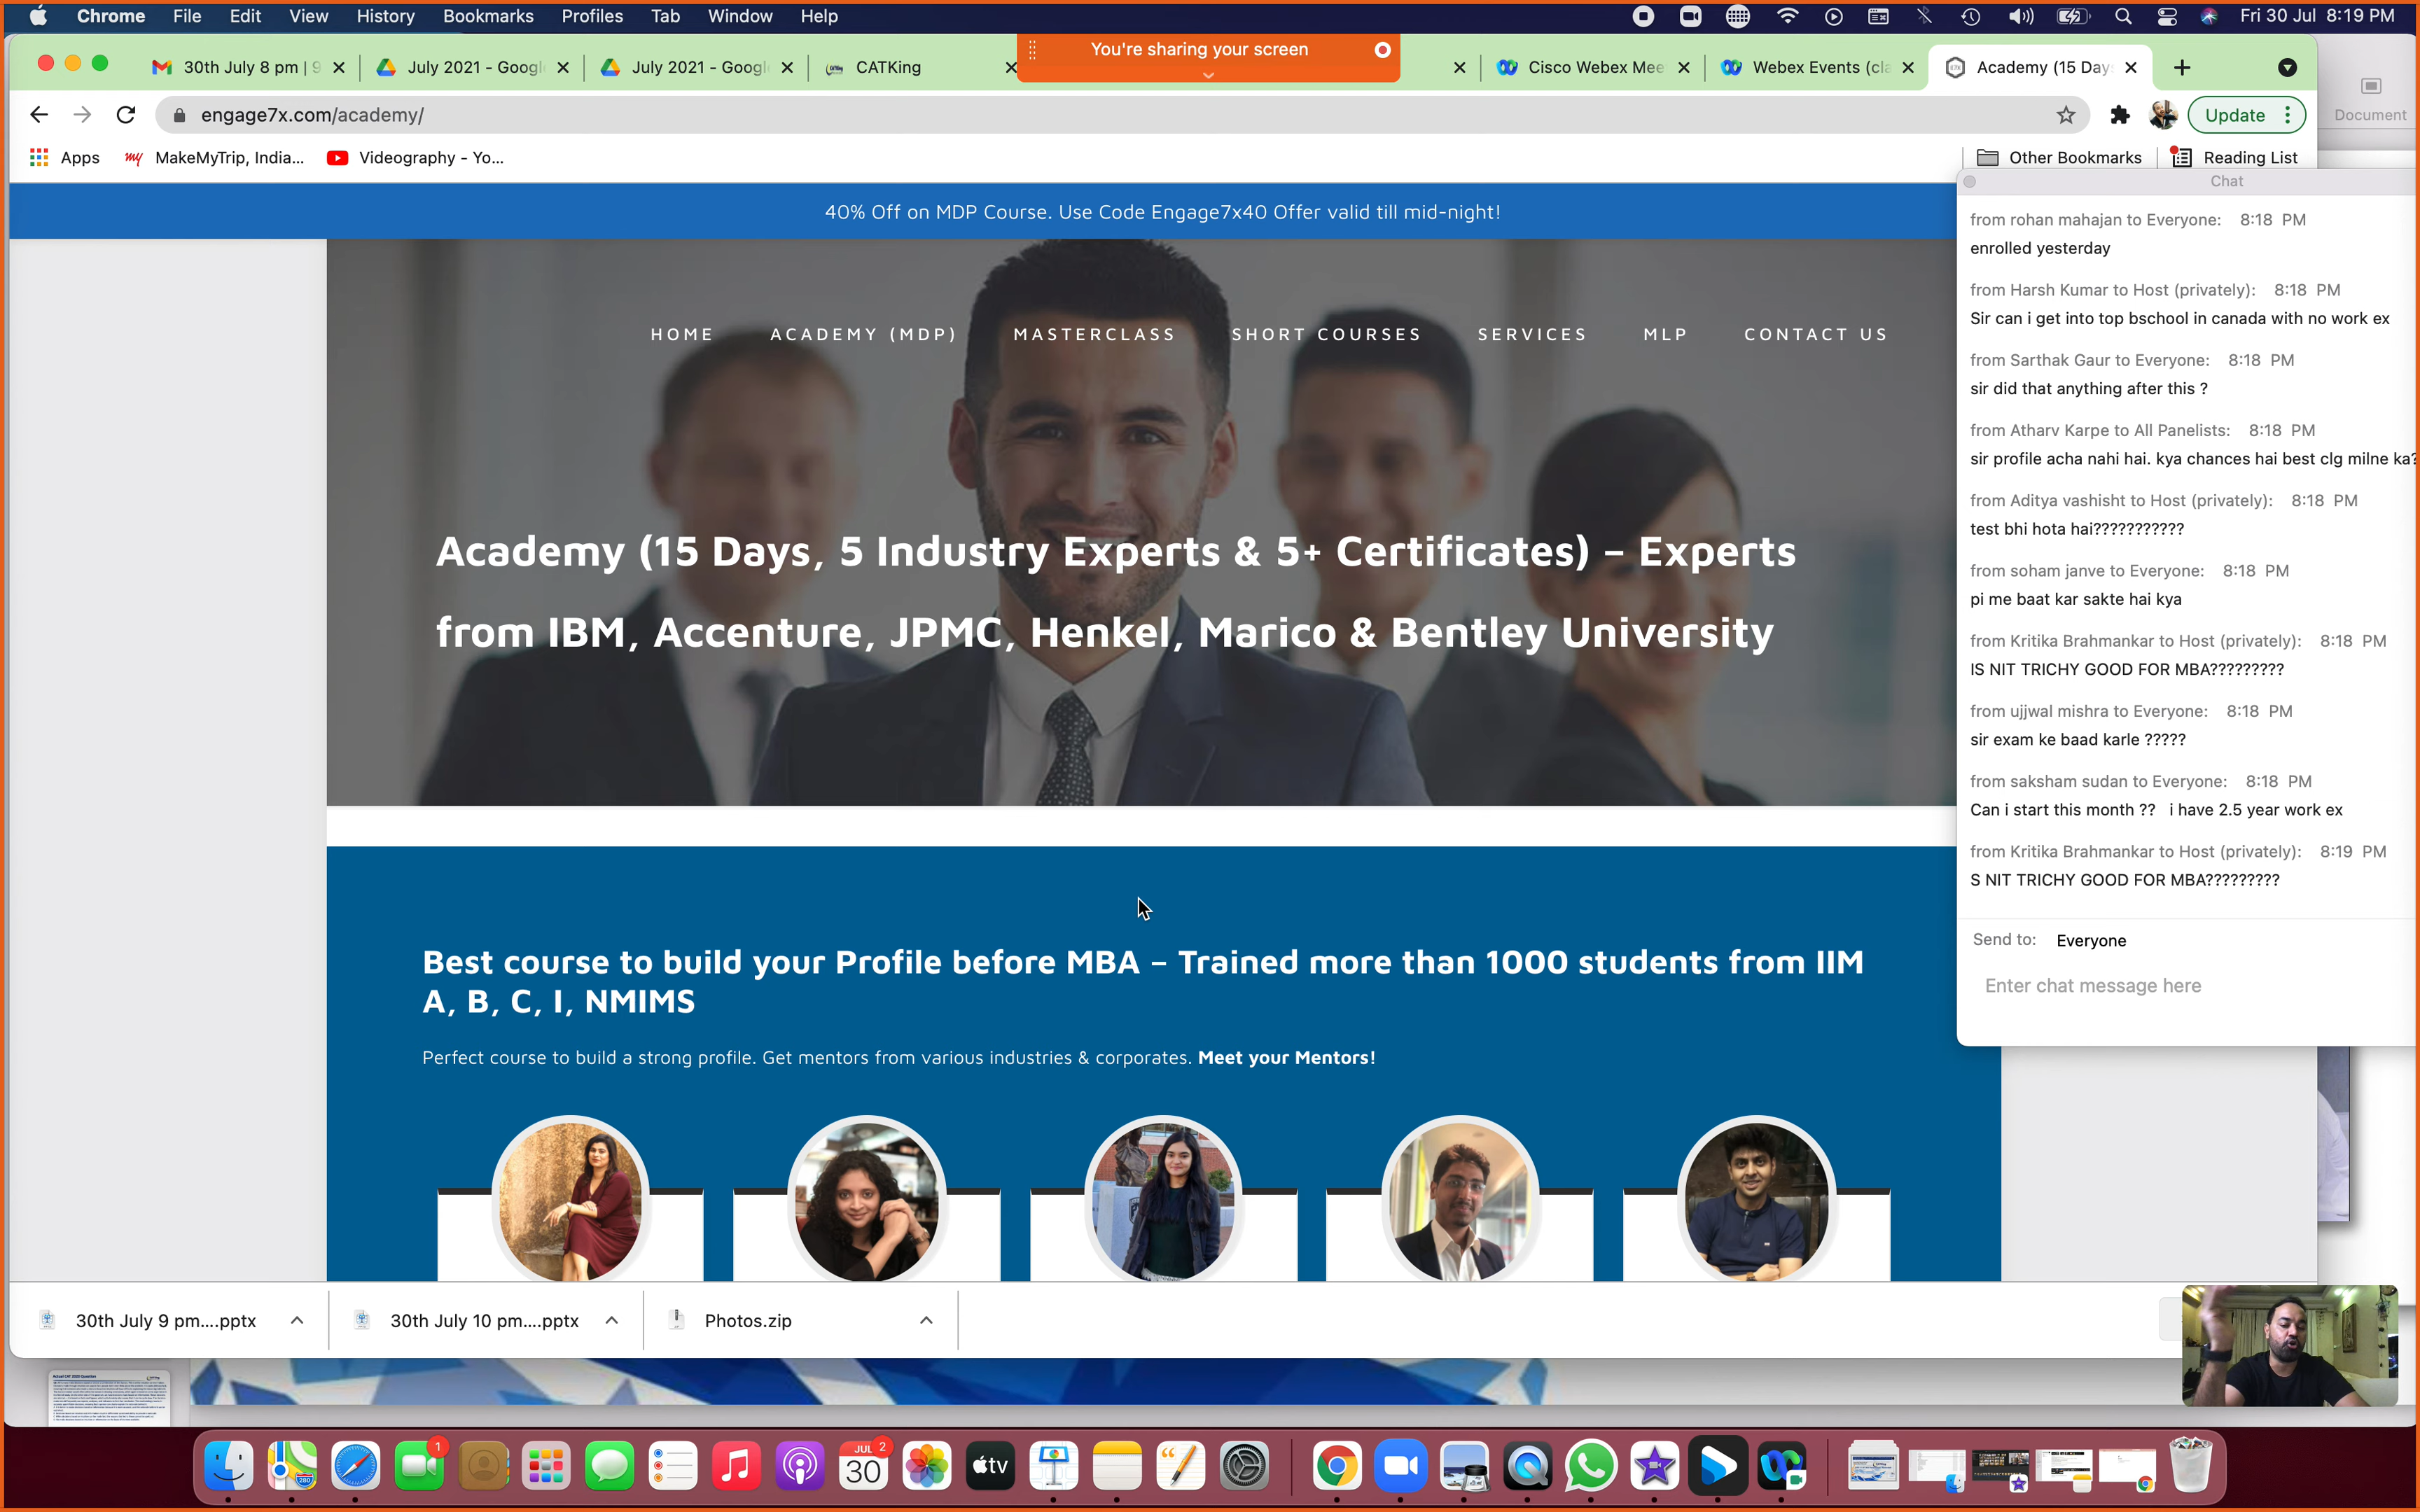 Chrome File Edit View History Bookmarks Profiles Tab Window Help Fri 30 Jul 8:19 PM
30th July 8 pm | 9 July 2021 - Googl July 2021 - Googl CATKing You're sharing your screen Cisco Webex Mee Webex Events (cla Academy (15 Day
engage7x.com/academy/ Update Document
Apps my MakeMyTrip, India... Videography - Yo... Other Bookmarks Reading List
40% Off on MDP Course. Use Code Engage7x40 Offer valid till mid-night!
HOME ACADEMY (MDP) MASTERCLASS SHORT COURSES SERVICES MLP CONTACT US
Academy (15 Days, 5 Industry Experts & 5+ Certificates) – Experts
from IBM, Accenture, JPMC, Henkel, Marico & Bentley University
Best course to build your Profile before MBA – Trained more than 1000 students from IIM
A, B, C, I, NMIMS
Perfect course to build a strong profile. Get mentors from various industries & corporates. Meet your Mentors!
Chat
from rohan mahajan to Everyone: 8:18 PM
enrolled yesterday
from Harsh Kumar to Host (privately): 8:18 PM
Sir can i get into top bschool in canada with no work ex
from Sarthak Gaur to Everyone: 8:18 PM
sir did that anything after this ?
from Atharv Karpe to All Panelists: 8:18 PM
sir profile acha nahi hai. kya chances hai best clg milne ka?
from Aditya vashisht to Host (privately): 8:18 PM
test bhi hota hai???????????
from soham janve to Everyone: 8:18 PM
pi me baat kar sakte hai kya
from Kritika Brahmankar to Host (privately): 8:18 PM
IS NIT TRICHY GOOD FOR MBA?????????
from ujjwal mishra to Everyone: 8:18 PM
sir exam ke baad karle ?????
from saksham sudan to Everyone: 8:18 PM
Can i start this month ?? i have 2.5 year work ex
from Kritika Brahmankar to Host (privately): 8:19 PM
S NIT TRICHY GOOD FOR MBA?????????
Send to: Everyone
Enter chat message here
30th July 9 pm....pptx 30th July 10 pm....pptx Photos.zip
Actual CAT 2020 Question
280 1 JUL 2 30 tv